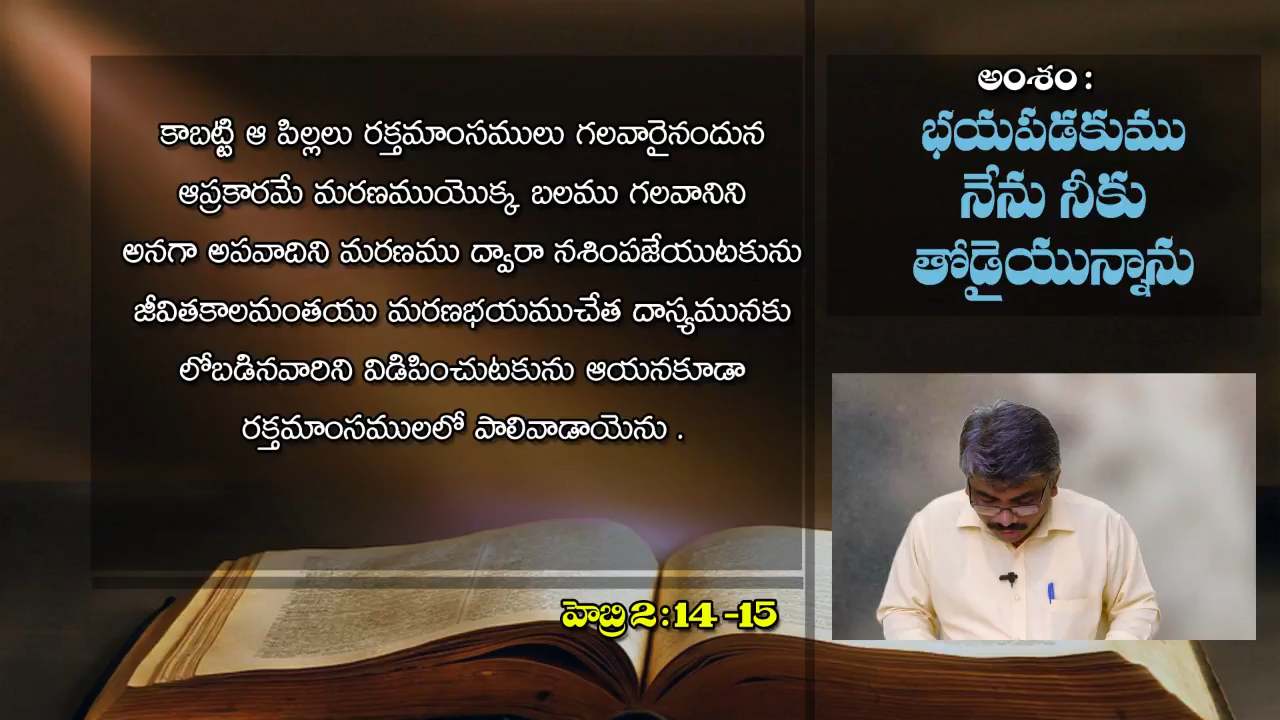 కాబట్టి ఆ పిల్లలు రక్తమాంసములు గలవారైనందున
ఆప్రకారమే మరణముయొక్క బలము గలవానిని
అనగా అపవాదిని మరణము ద్వారా నశింపజేయుటకును
జీవితకాలమంతయు మరణభయముచేత దాస్యమునకు
లోబడినవారిని విడిపించుటకును ఆయనకూడా
రక్తమాంసములలో పాలివాడాయెను .
హెబ్రి 2 : 14 -15
అంశం :
భయపడకుము
నేను నీకు
తోడైయున్నాను